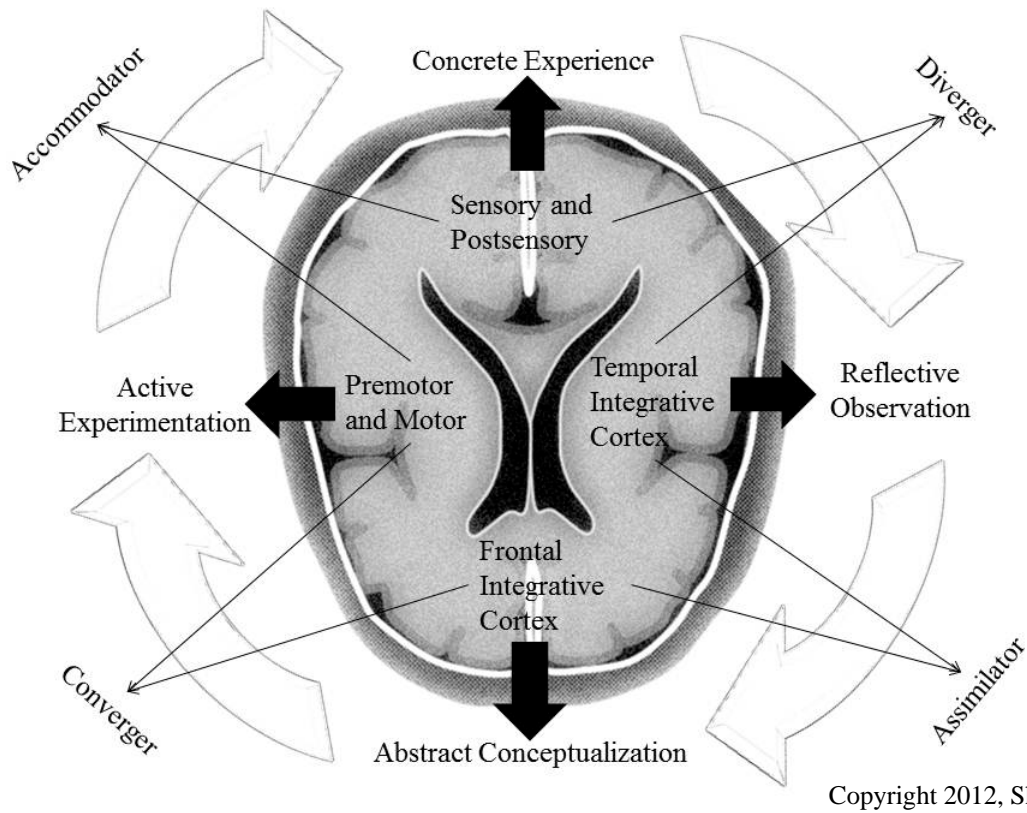 Concrete Experience
Accommodator
Diverger
Sensory and
Postsensory
Active
Experimentation
Premotor
and Motor
Temporal
Integrative
Cortex
Reflective
Observation
Frontal
Integrative
Cortex
Converger
Assimilator
Abstract Conceptualization
Copyright 2012,